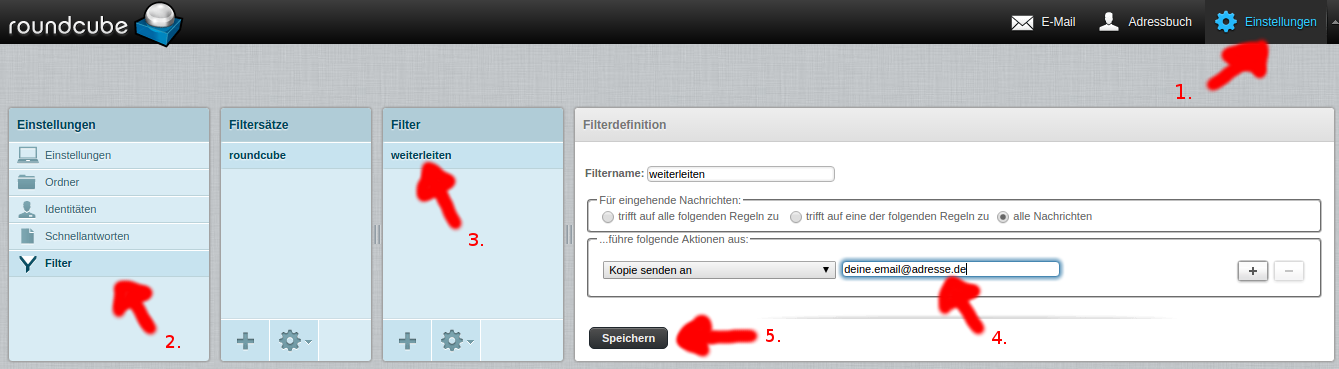 roundcube
E-Mail
Adressbuch
Einstellungen
1.
Einstellungen
Einstellungen
Ordner
Identitäten
Schnellantworten
Filter
2.
Filtersätze
roundcube
Filter
weiterleiten
3.
Filterdefinition
Filtername: weiterleiten
Für eingehende Nachrichten:
trifft auf alle folgenden Regeln zu trifft auf eine der folgenden Regeln zu alle Nachrichten
...führe folgende Aktionen aus:
Kopie senden an deine.email@adresse.de
4.
Speichern
5.